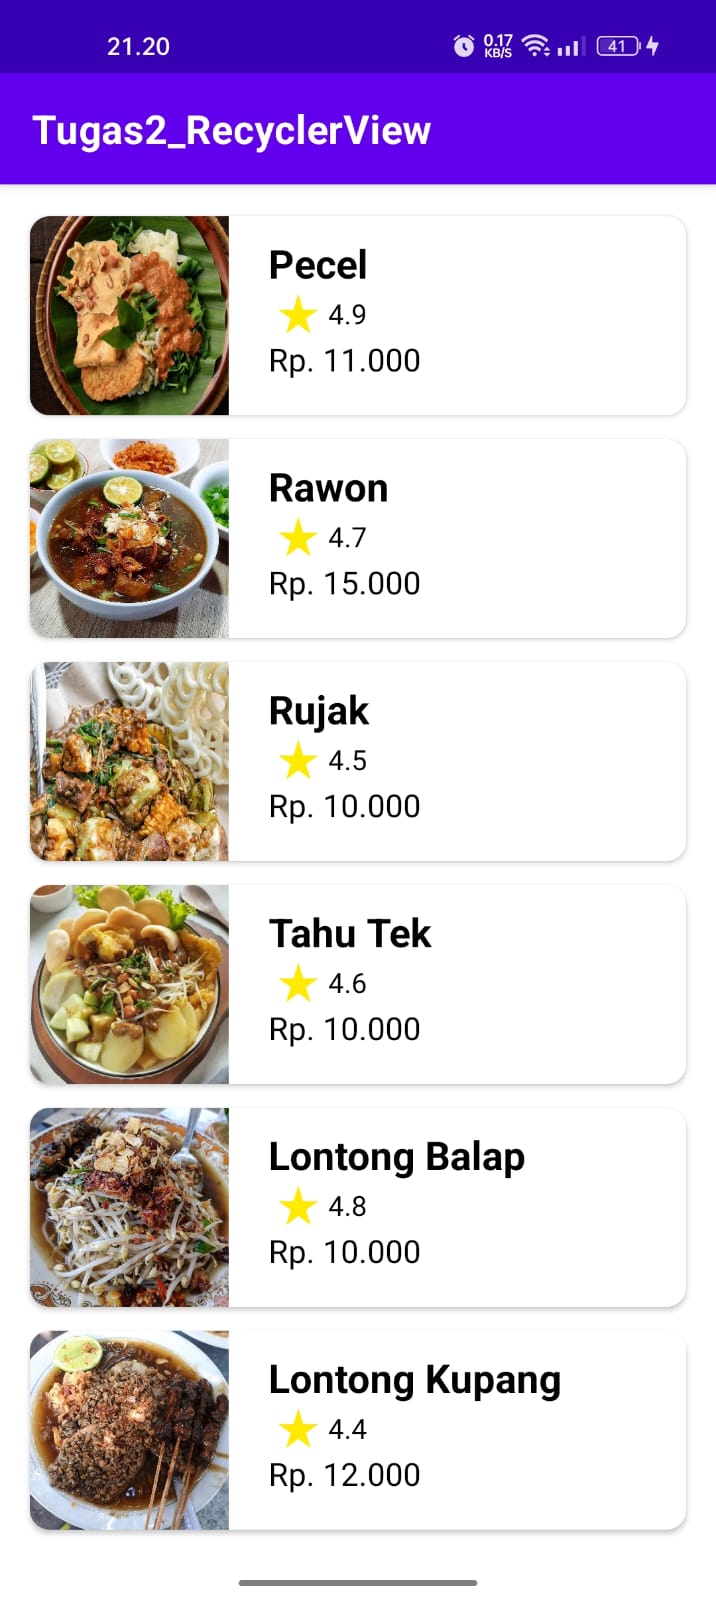 21.20 0.17 KB/S 41
Tugas2_RecyclerView
Pecel
4.9
Rp. 11.000
Rawon
4.7
Rp. 15.000
Rujak
4.5
Rp. 10.000
Tahu Tek
4.6
Rp. 10.000
Lontong Balap
4.8
Rp. 10.000
Lontong Kupang
4.4
Rp. 12.000